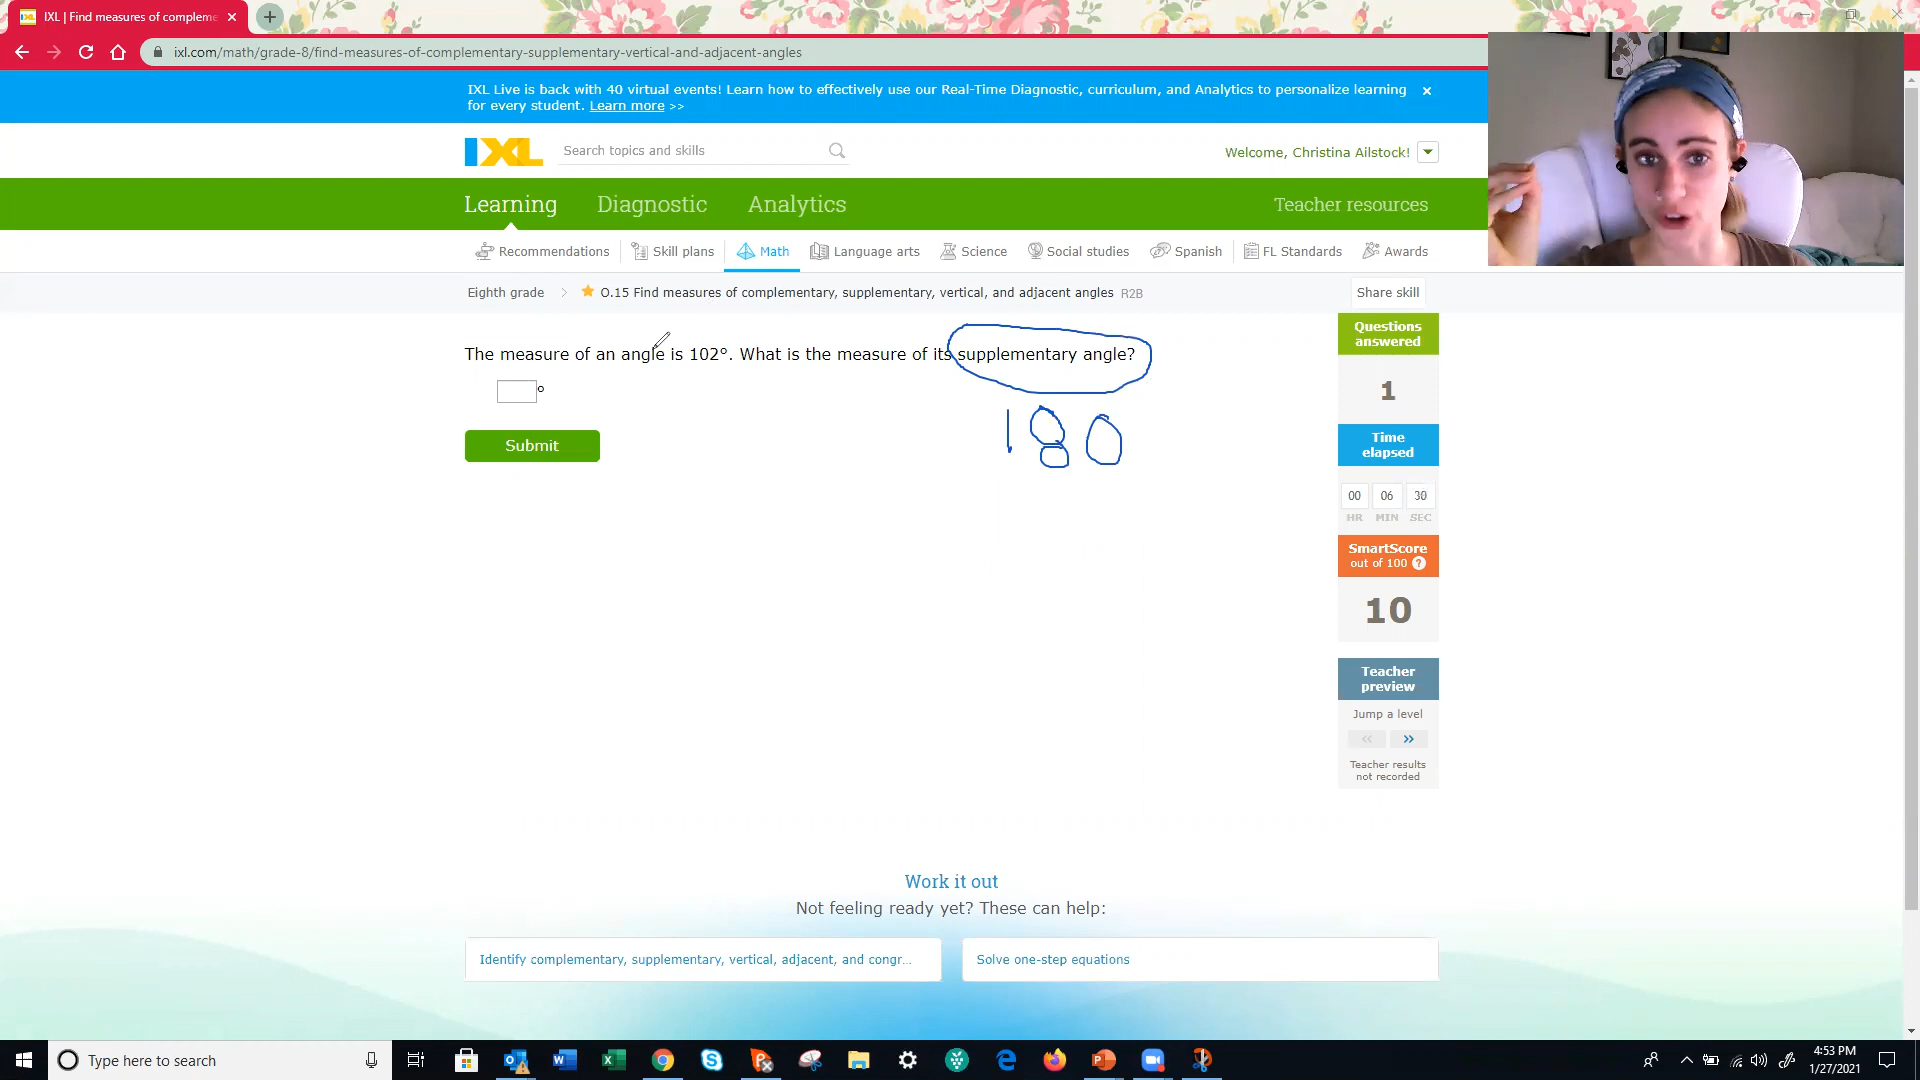 IXL | Find measures of compleme
ixl.com/math/grade-8/find-measures-of-complementary-supplementary-vertical-and-adjacent-angles
IXL Live is back with 40 virtual events! Learn how to effectively use our Real-Time Diagnostic, curriculum, and Analytics to personalize learning
for every student. Learn more >>
IXL
Search topics and skills
Welcome, Christina Ailstock!
Learning
Diagnostic
Analytics
Teacher resources
Recommendations
Skill plans
Math
Language arts
Science
Social studies
Spanish
FL Standards
Awards
Eighth grade > O.15 Find measures of complementary, supplementary, vertical, and adjacent angles R2B
Share skill
The measure of an angle is 102°. What is the measure of its supplementary angle?
°
Submit
180
Questions
answered
1
Time
elapsed
00 06 30
HR MIN SEC
SmartScore
out of 100 ?
10
Teacher
preview
Jump a level
<< >>
Teacher results
not recorded
Work it out
Not feeling ready yet? These can help:
Identify complementary, supplementary, vertical, adjacent, and congr...
Solve one-step equations
Type here to search
4:53 PM
1/27/2021